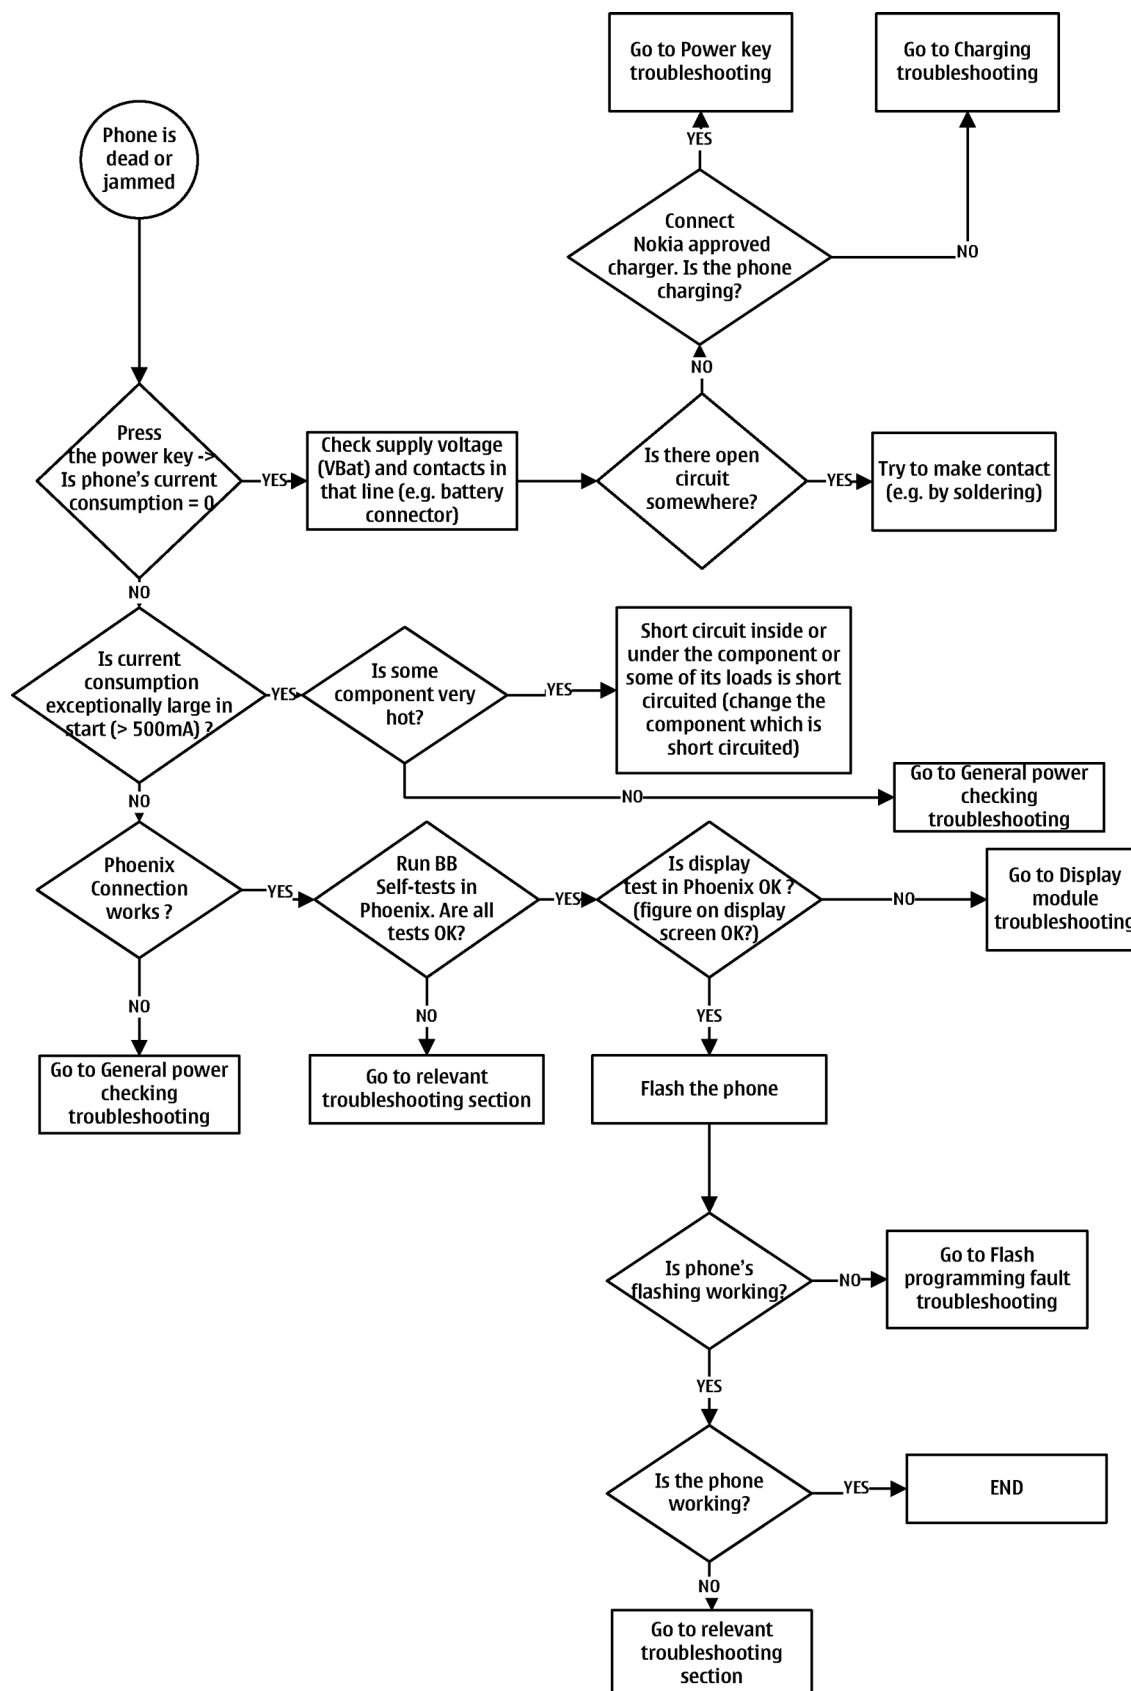 Go to Power key
troubleshooting
Go to Charging
troubleshooting
YES
Phone is
dead or
jammed
Connect
Nokia approved
charger. Is the phone
charging?
NO
NO
Press
the power key ->
Is phone's current
consumption = 0
YES
Check supply voltage
(VBat) and contacts in
that line (e.g. battery
connector)
Is there open
circuit
somewhere?
YES
Try to make contact
(e.g. by soldering)
NO
Is current
consumption
exceptionally large in
start (> 500mA) ?
YES
Is some
component very
hot?
YES
Short circuit inside or
under the component or
some of its loads is short
circuited (change the
component which is
short circuited)
NO
NO
Go to General power
checking
troubleshooting
Phoenix
Connection
works ?
YES
Run BB
Self-tests in
Phoenix. Are all
tests OK?
YES
Is display
test in Phoenix OK ?
(figure on display
screen OK?)
NO
Go to Display
module
troubleshooting
NO
NO
YES
Go to General power
checking
troubleshooting
Go to relevant
troubleshooting section
Flash the phone
Is phone's
flashing working?
NO
Go to Flash
programming fault
troubleshooting
YES
Is the phone
working?
YES
END
NO
Go to relevant
troubleshooting
section